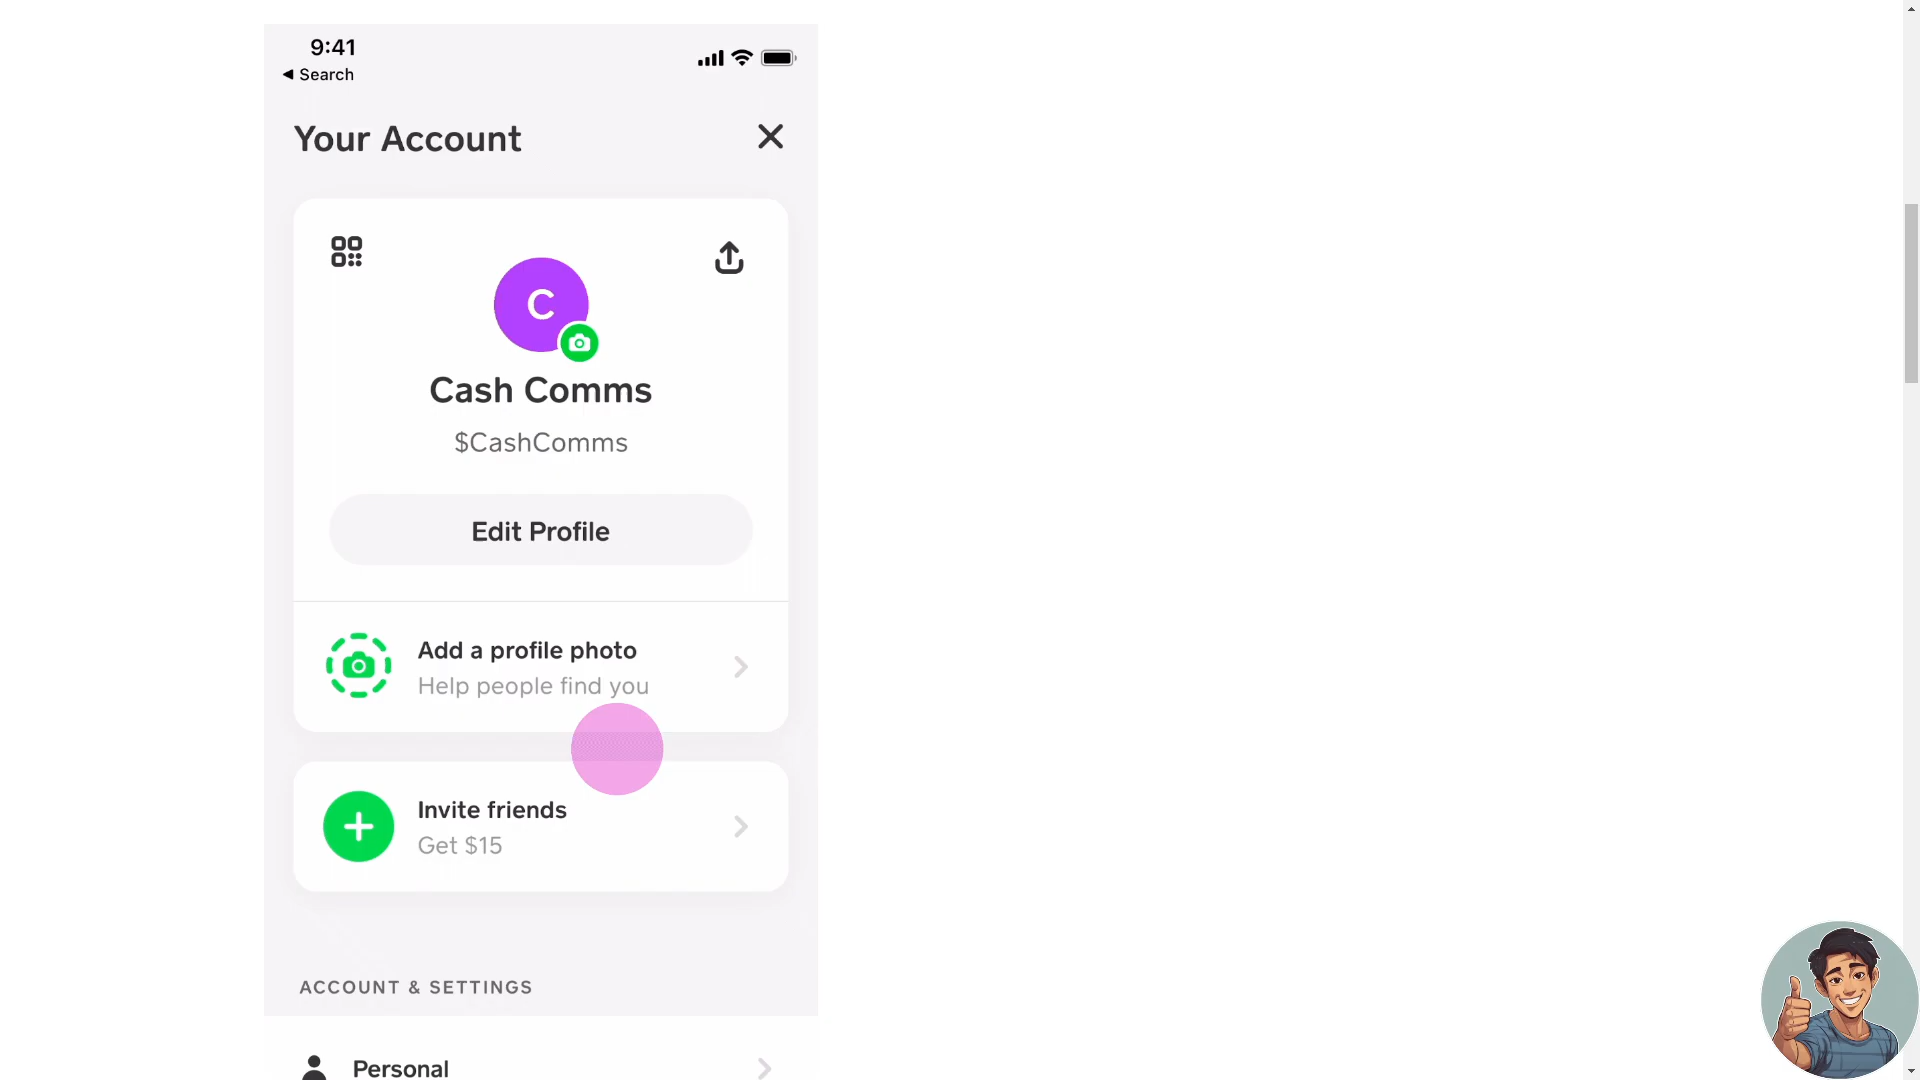 9:41
◀ Search
Your Account
C
Cash Comms
$CashComms
Edit Profile
Add a profile photo
Help people find you
Invite friends
Get $15
ACCOUNT & SETTINGS
Personal